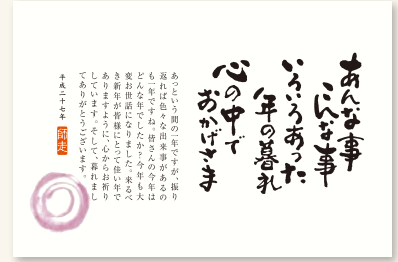 あんな事
こんな事
いろいろあった
年の暮れ
心の中で
おかげさま
あっという間の一年ですが、振り
返れば色々な出来事があるの
も一年ですね。皆さんの今年は
どんな年でしたか?今年も大
変お世話になりました。来るべ
き新年が皆様にとって佳い年で
ありますように、心からお祈り
しています。そして、暮れまし
てありがとうございます。
平成二十七年
師走